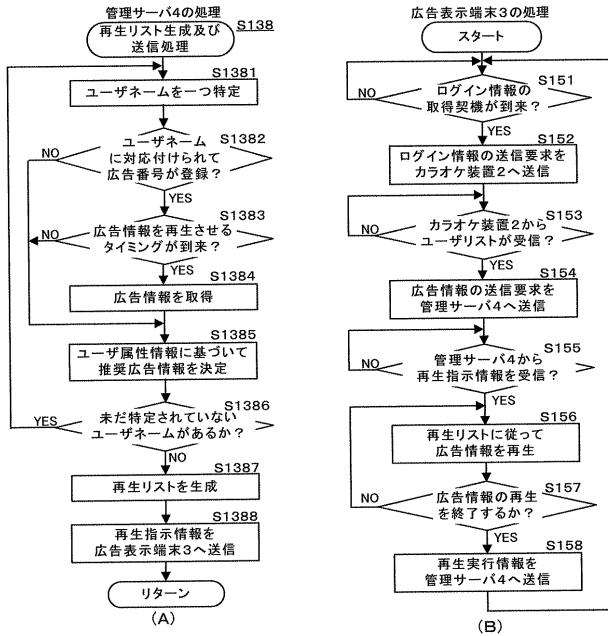 管理サーバ4の処理
再生リスト生成及び
送信処理
S138
S1381
ユーザネームを一つ特定
S1382
ユーザネーム
に対応付けられて
広告番号が登録?
NO
YES
S1383
広告情報を再生させる
タイミングが到来?
NO
YES
S1384
広告情報を取得
S1385
ユーザ属性情報に基づいて
推奨広告情報を決定
S1386
未だ特定されていない
ユーザネームがあるか?
YES
NO
S1387
再生リストを生成
S1388
再生指示情報を
広告表示端末3へ送信
リターン
(A)
広告表示端末3の処理
スタート
S151
ログイン情報の
取得契機が到来?
NO
YES
S152
ログイン情報の送信要求を
カラオケ装置2へ送信
S153
カラオケ装置2から
ユーザリストが受信?
NO
YES
S154
広告情報の送信要求を
管理サーバ4へ送信
S155
管理サーバ4から
再生指示情報を受信?
NO
YES
S156
再生リストに従って
広告情報を再生
S157
広告情報の再生
を終了するか?
NO
YES
S158
再生実行情報を
管理サーバ4へ送信
(B)